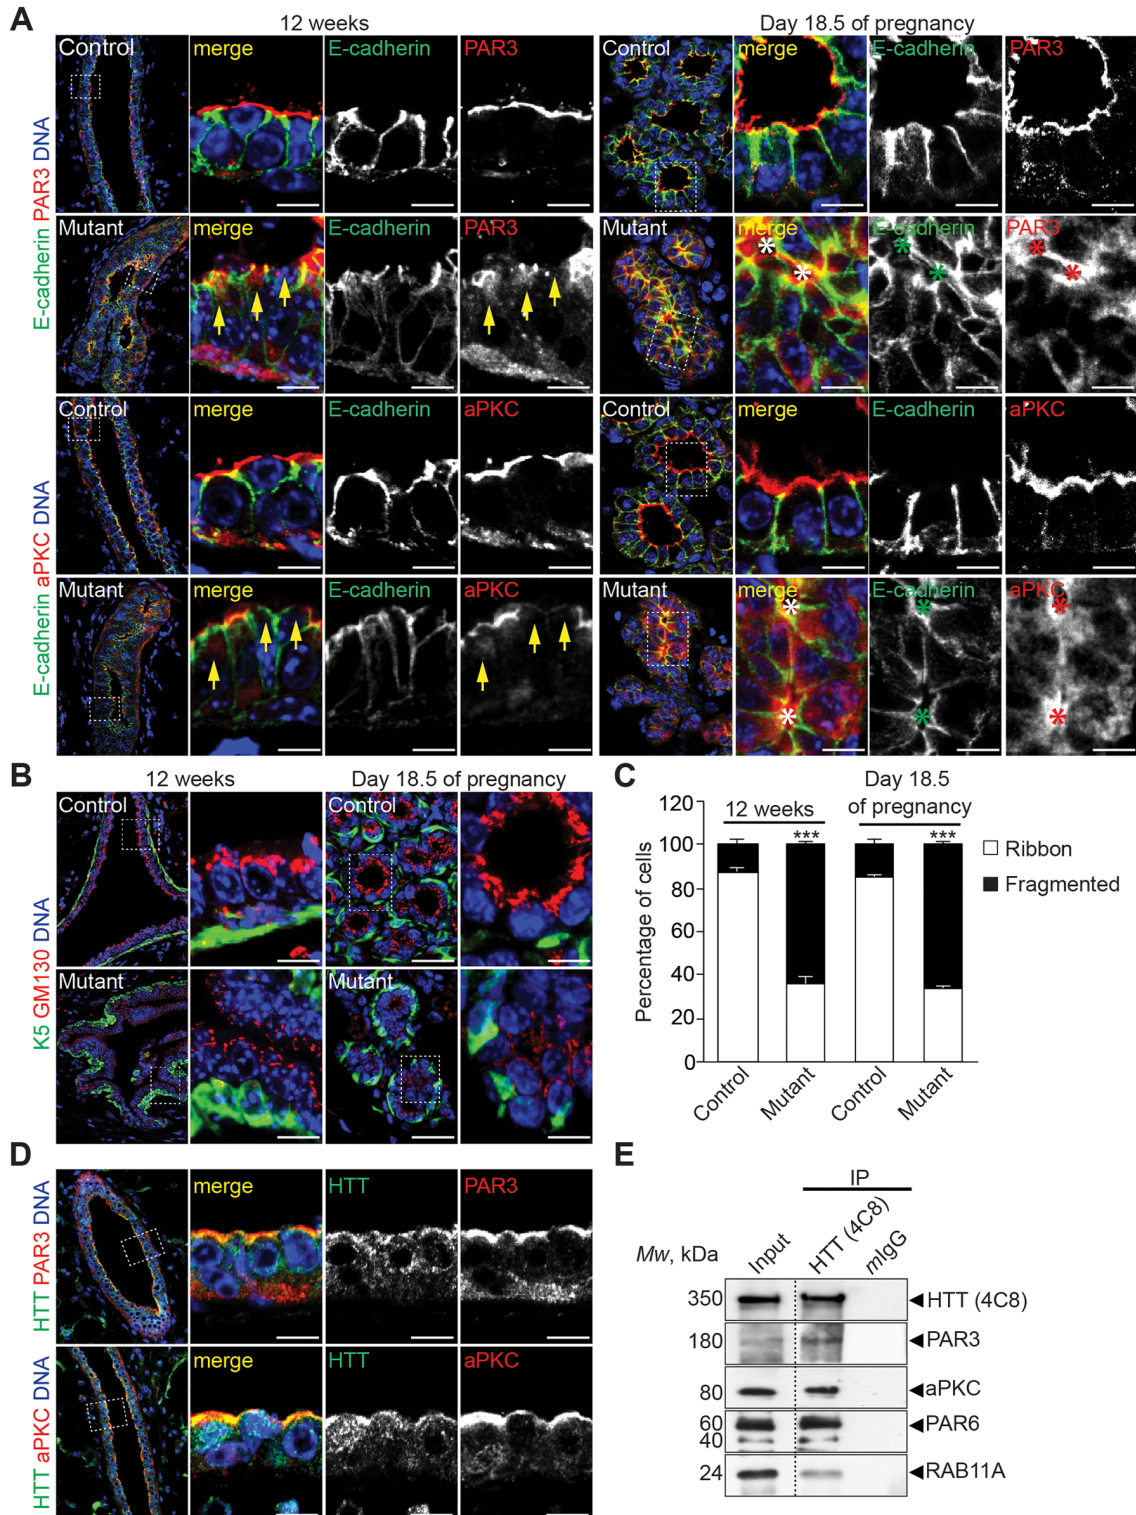 A
12 weeks
Day 18.5 of pregnancy
E-cadherin PAR3 DNA
Control
merge
E-cadherin
PAR3
Control
merge
E-cadherin
PAR3
Mutant
merge
E-cadherin
PAR3
Mutant
merge
E-cadherin
PAR3
E-cadherin aPKC DNA
Control
merge
E-cadherin
aPKC
Control
merge
E-cadherin
aPKC
Mutant
merge
E-cadherin
aPKC
Mutant
merge
E-cadherin
aPKC
B
12 weeks
Day 18.5 of pregnancy
K5 GM130 DNA
Control
Control
Mutant
Mutant
C
Day 18.5
12 weeks
of pregnancy
***
***
Percentage of cells
120
100
80
60
40
20
0
Control
Mutant
Control
Mutant
Ribbon
Fragmented
D
HTT PAR3 DNA
merge
HTT
PAR3
HTT aPKC DNA
merge
HTT
aPKC
E
IP
Mw, kDa
Input
HTT (4C8)
mIgG
350
HTT (4C8)
180
PAR3
80
aPKC
60
PAR6
40
24
RAB11A